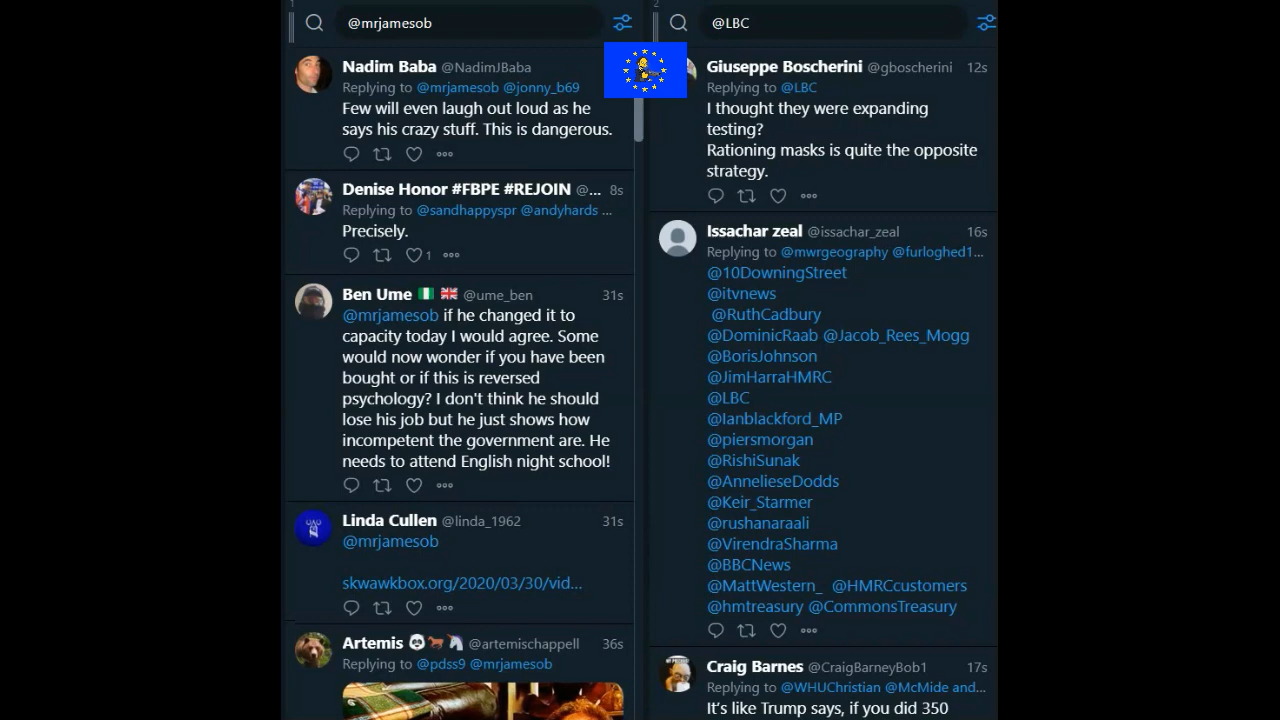 1
@mrjamesob
Nadim Baba @NadimJBaba
Replying to @mrjamesob @jonny_b69
Few will even laugh out loud as he
says his crazy stuff. This is dangerous.
Denise Honor #FBPE #REJOIN @... 8s
Replying to @sandhappyspr @andyhards ...
Precisely.
1
Ben Ume @ume_ben 31s
@mrjamesob if he changed it to
capacity today I would agree. Some
would now wonder if you have been
bought or if this is reversed
psychology? I don't think he should
lose his job but he just shows how
incompetent the government are. He
needs to attend English night school!
Linda Cullen @linda_1962 31s
@mrjamesob
skwawkbox.org/2020/03/30/vid...
Artemis @artemischappell 36s
Replying to @pdss9 @mrjamesob
2
@LBC
Giuseppe Boscherini @gboscherini 12s
Replying to @LBC
I thought they were expanding
testing?
Rationing masks is quite the opposite
strategy.
Issachar zeal @issachar_zeal 16s
Replying to @mwrgeography @furloghed1...
@10DowningStreet
@itvnews
@RuthCadbury
@DominicRaab @Jacob_Rees_Mogg
@BorisJohnson
@JimHarraHMRC
@LBC
@Ianblackford_MP
@piersmorgan
@RishiSunak
@AnnelieseDodds
@Keir_Starmer
@rushanaraali
@VirendraSharma
@BBCNews
@MattWestern_ @HMRCcustomers
@hmtreasury @CommonsTreasury
Craig Barnes @CraigBarneyBob1 17s
Replying to @WHUChristian @McMide and...
It's like Trump says, if you did 350